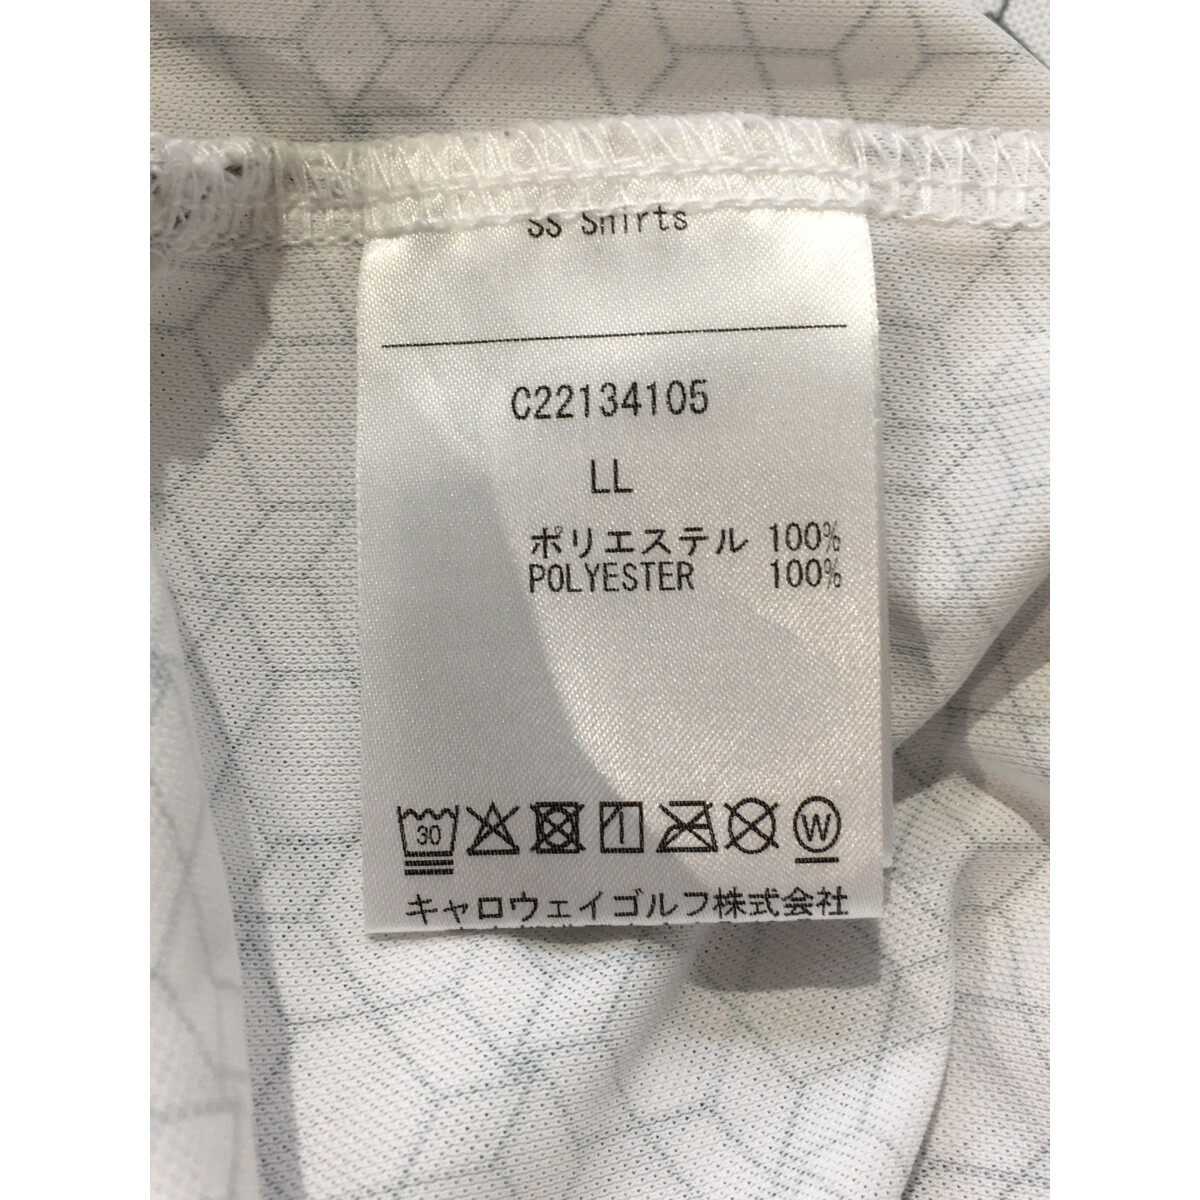 SS Shirts
C22134105
LL
ポリエステル 100%
POLYESTER 100%
30
W
キャロウェイゴルフ株式会社